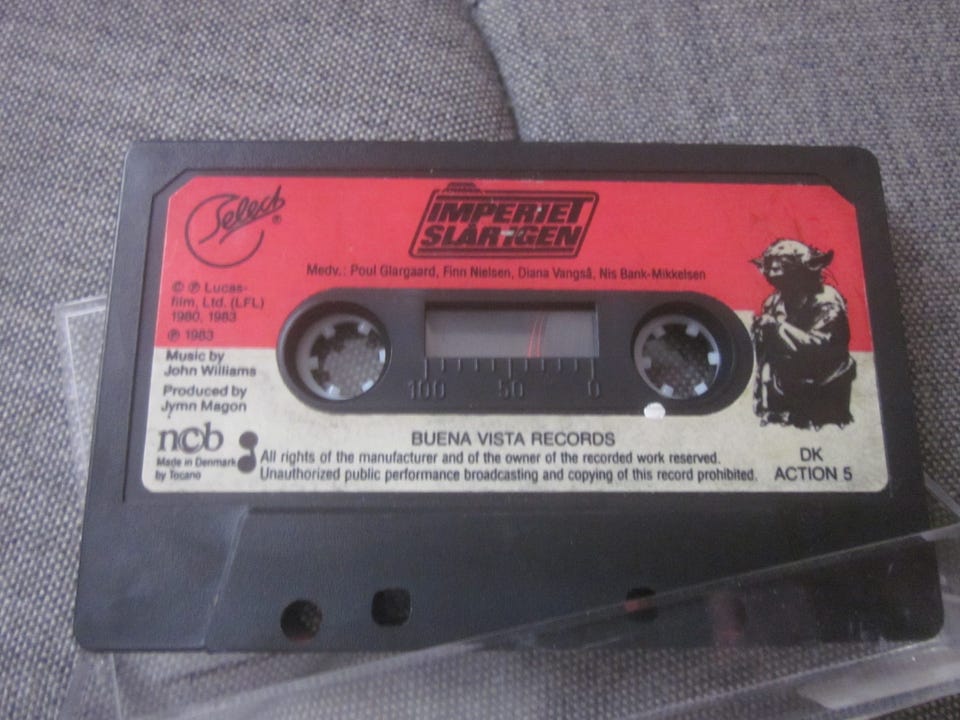 Select®
IMPERIET
SLÅR IGEN
Medv.: Poul Glargaard, Finn Nielsen, Diana Vangså, Nis Bank-Mikkelsen
© ℗ Lucas-
film, Ltd. (LFL)
1980, 1983
℗ 1983
Music by
John Williams
Produced by
Jymn Magon
100 50 0
ncb
Made in Denmark
by Tocano
BUENA VISTA RECORDS
All rights of the manufacturer and of the owner of the recorded work reserved.
Unauthorized public performance broadcasting and copying of this record prohibited.
DK
ACTION 5